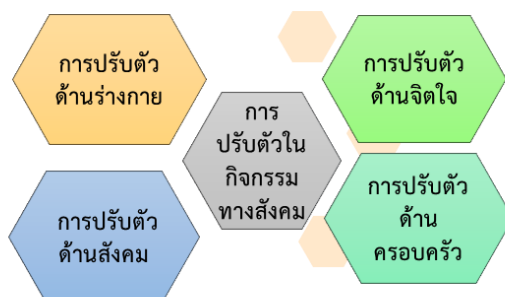 การปรับตัว
ด้านร่างกาย
การปรับตัว
ด้านจิตใจ
การ
ปรับตัวใน
กิจกรรม
ทางสังคม
การปรับตัว
ด้านสังคม
การปรับตัว
ด้าน
ครอบครัว